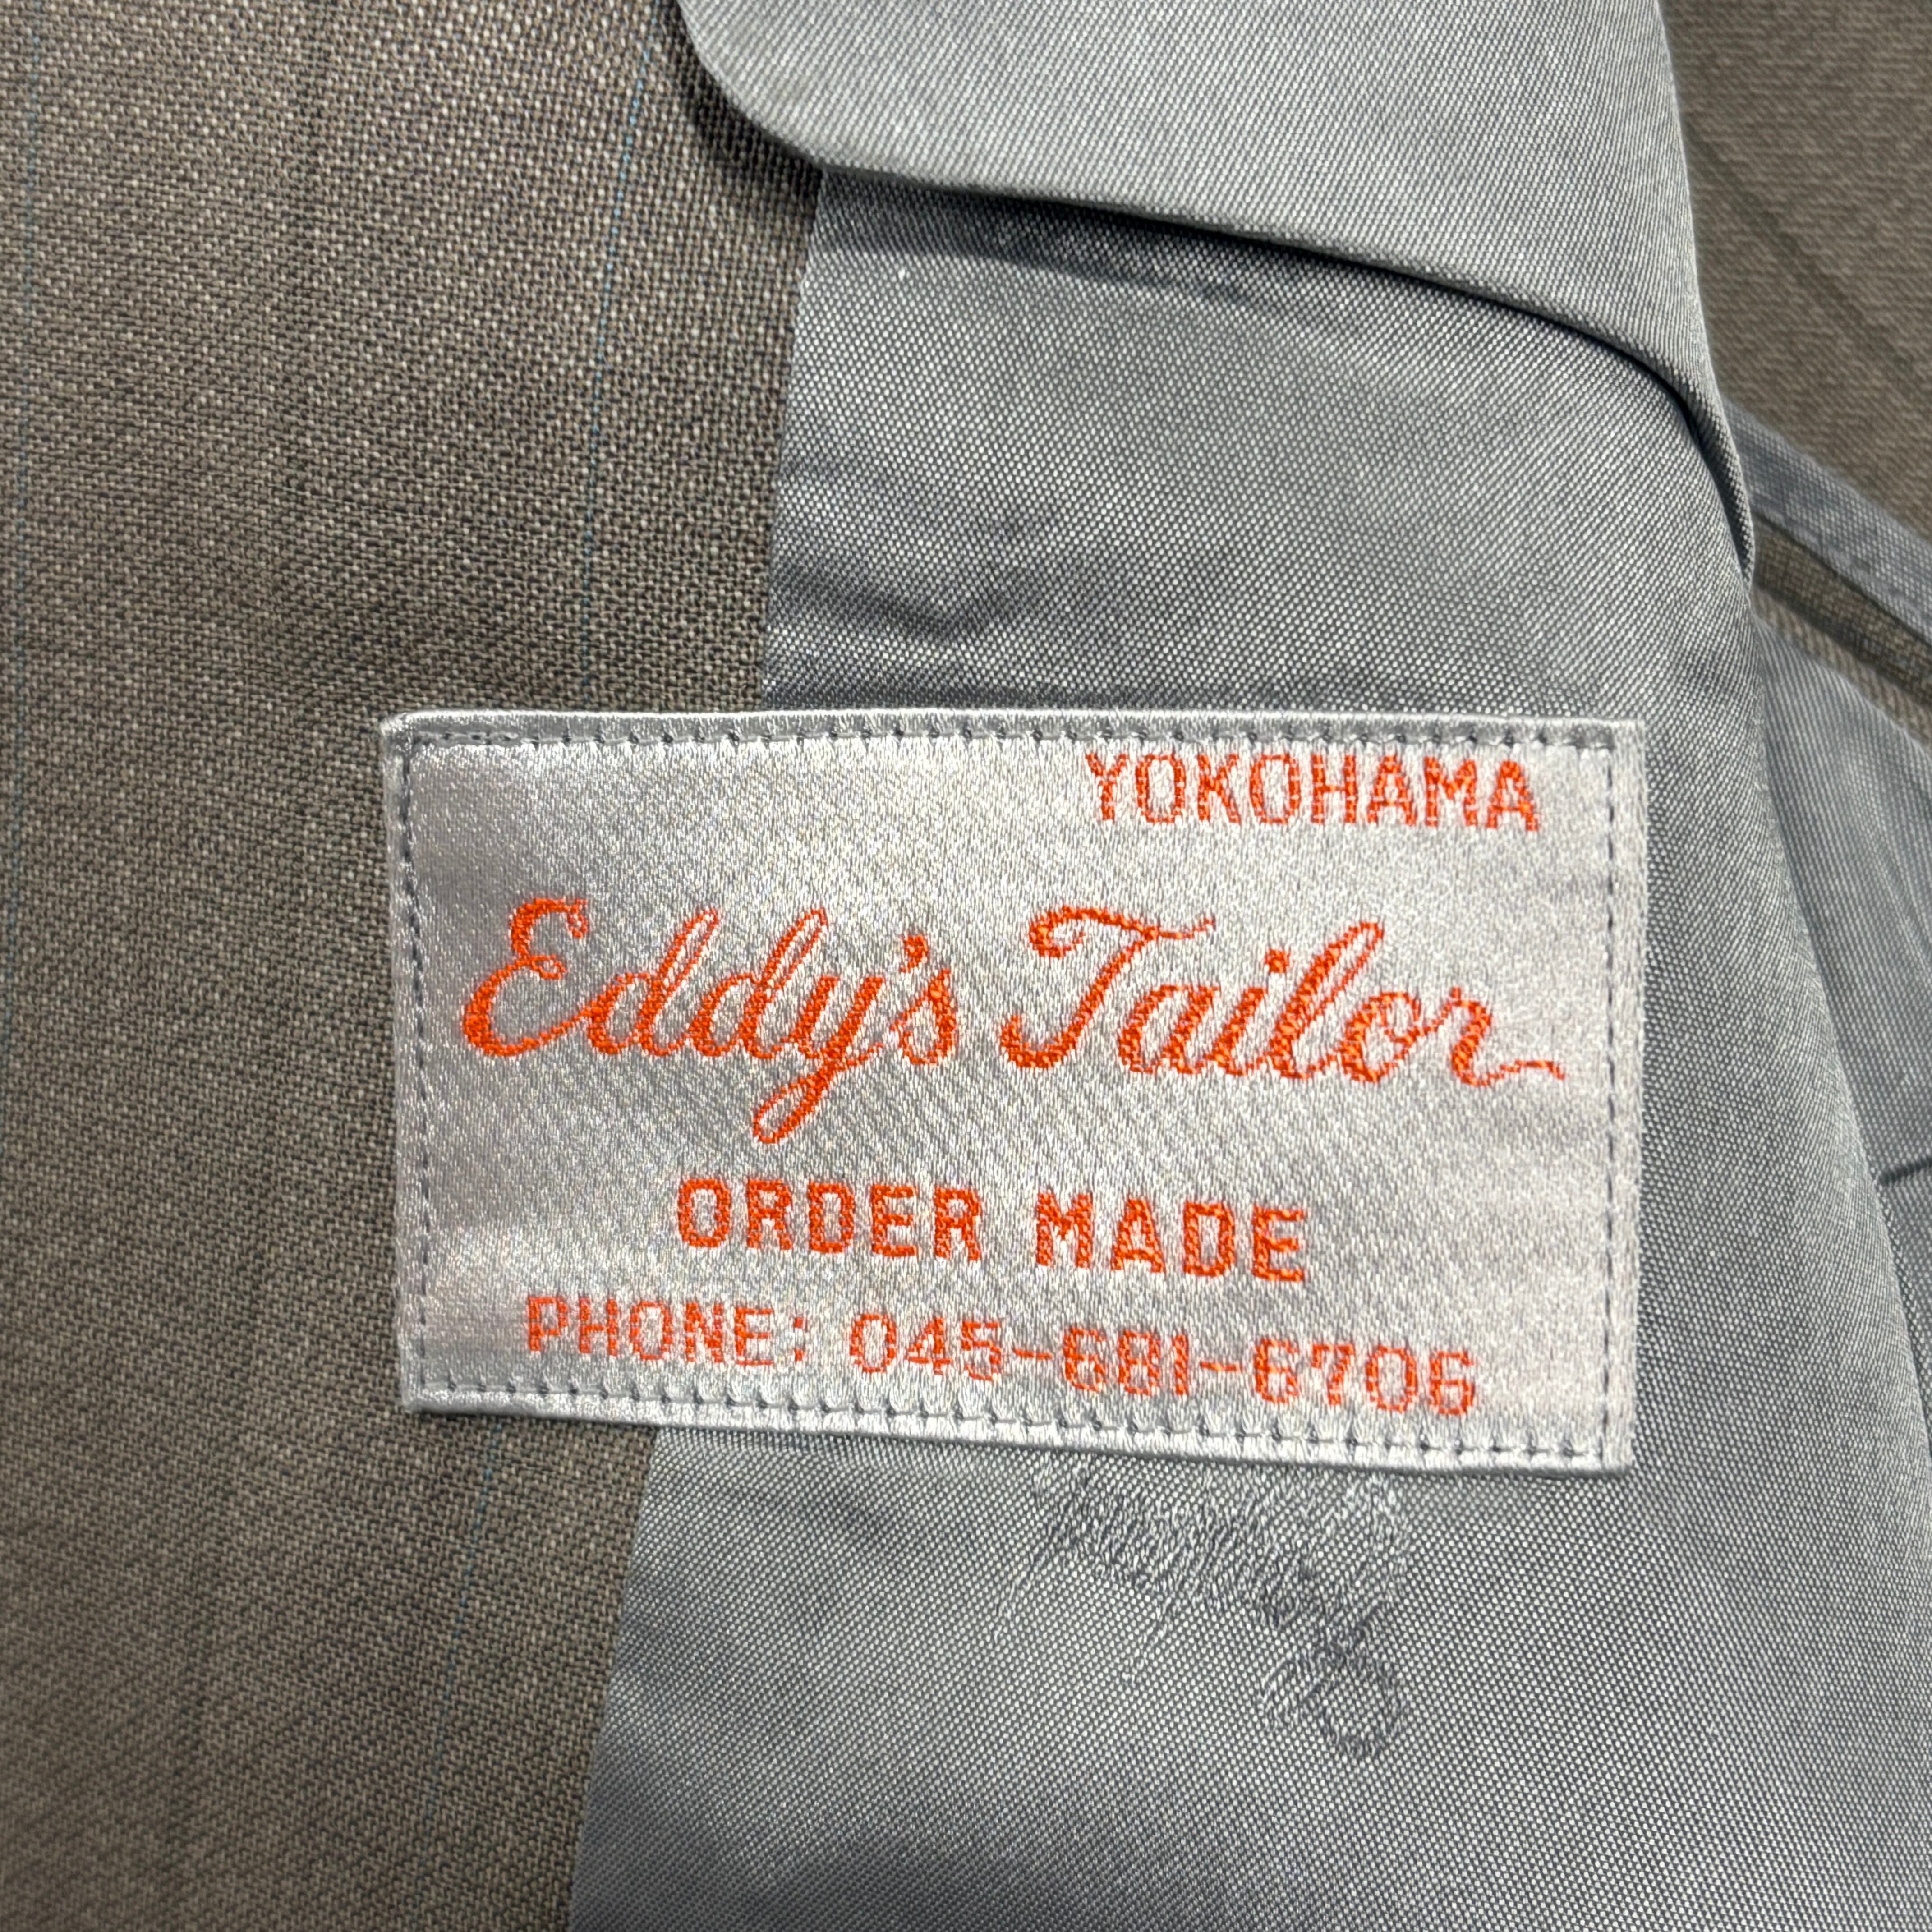 YOKOHAMA
Eddy's Tailor
ORDER MADE
PHONE: 045-681-6706